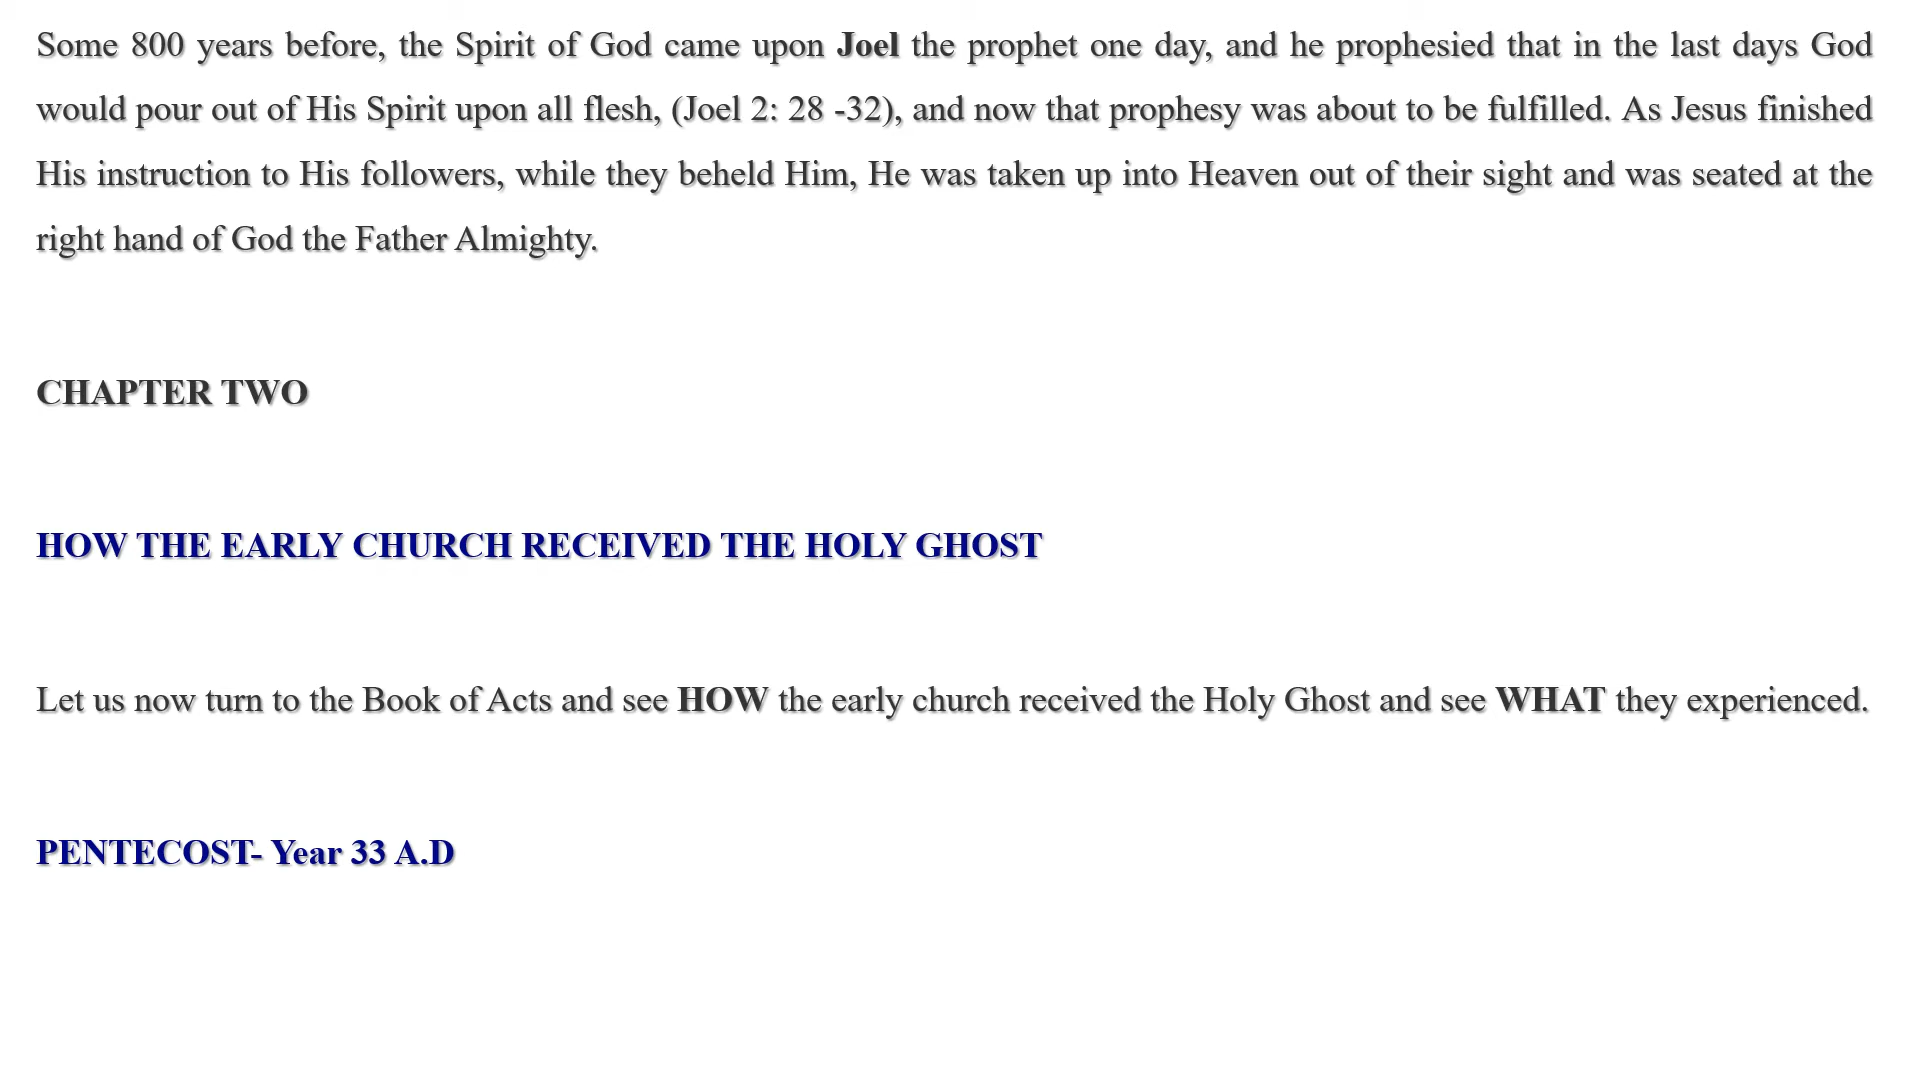 Some 800 years before, the Spirit of God came upon Joel the prophet one day, and he prophesied that in the last days God
would pour out of His Spirit upon all flesh, (Joel 2: 28 -32), and now that prophesy was about to be fulfilled. As Jesus finished
His instruction to His followers, while they beheld Him, He was taken up into Heaven out of their sight and was seated at the
right hand of God the Father Almighty.
CHAPTER TWO
HOW THE EARLY CHURCH RECEIVED THE HOLY GHOST
Let us now turn to the Book of Acts and see HOW the early church received the Holy Ghost and see WHAT they experienced.
PENTECOST- Year 33 A.D